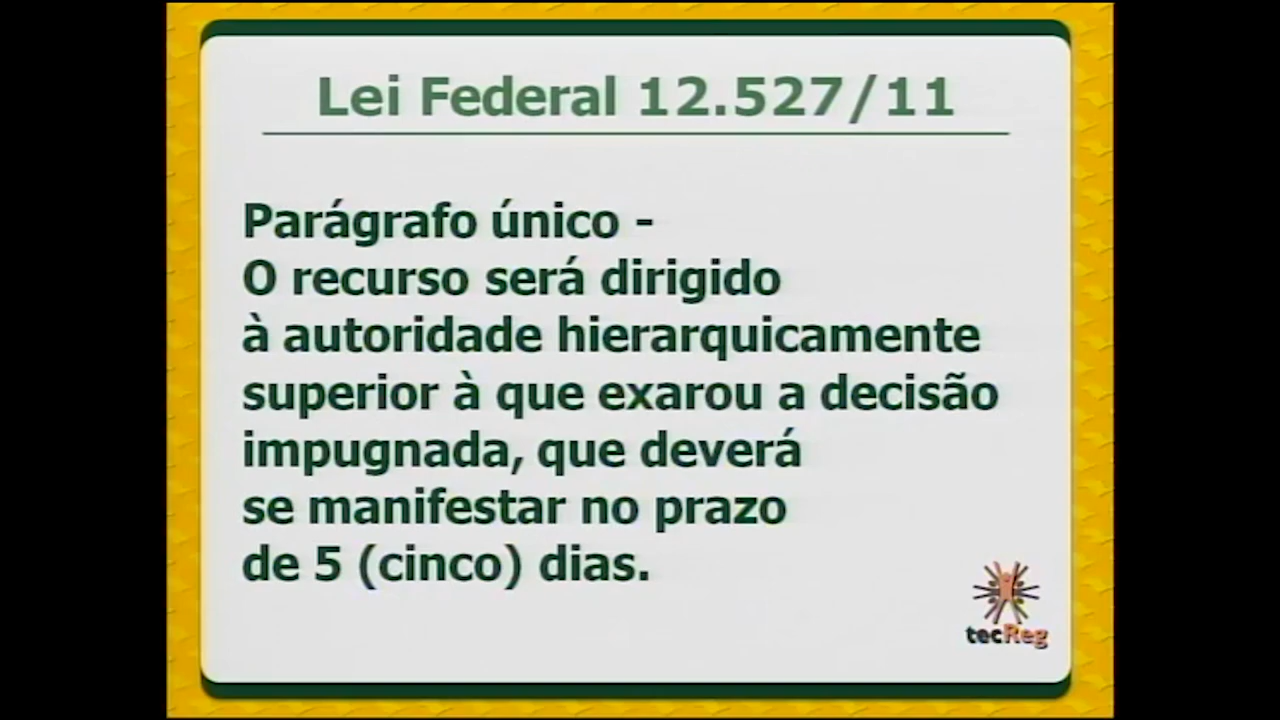 Lei Federal 12.527/11
Parágrafo único -
O recurso será dirigido
à autoridade hierarquicamente
superior à que exarou a decisão
impugnada, que deverá
se manifestar no prazo
de 5 (cinco) dias.
tecReg